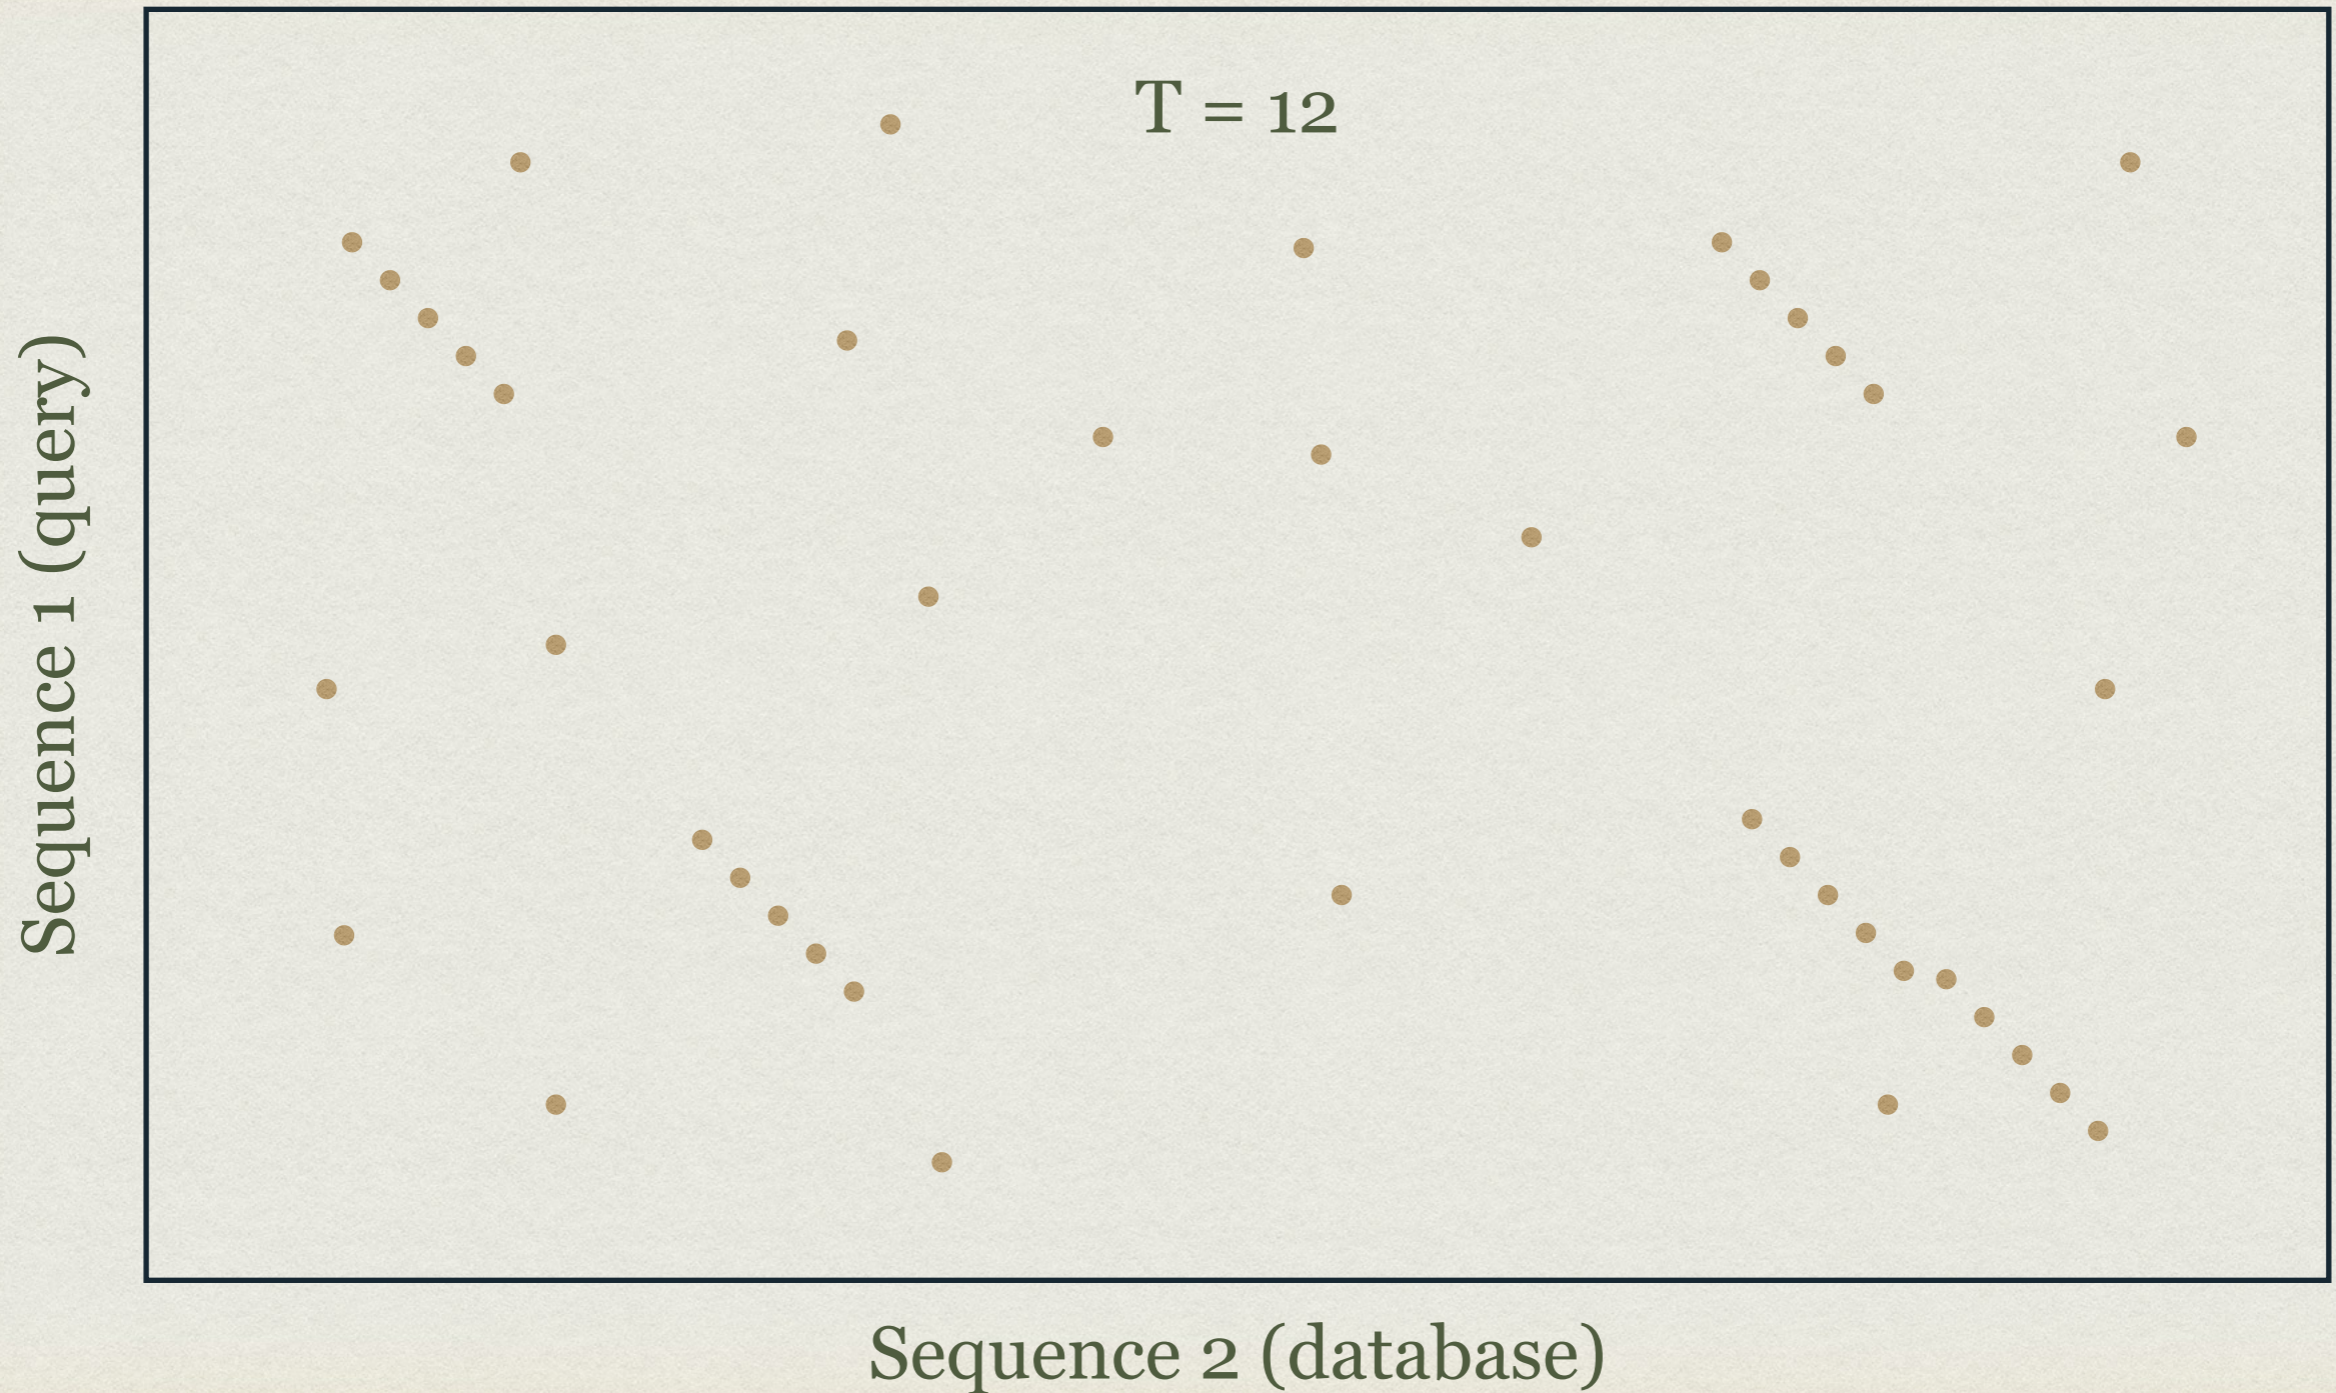 T = 12
Sequence 1 (query)
Sequence 2 (database)